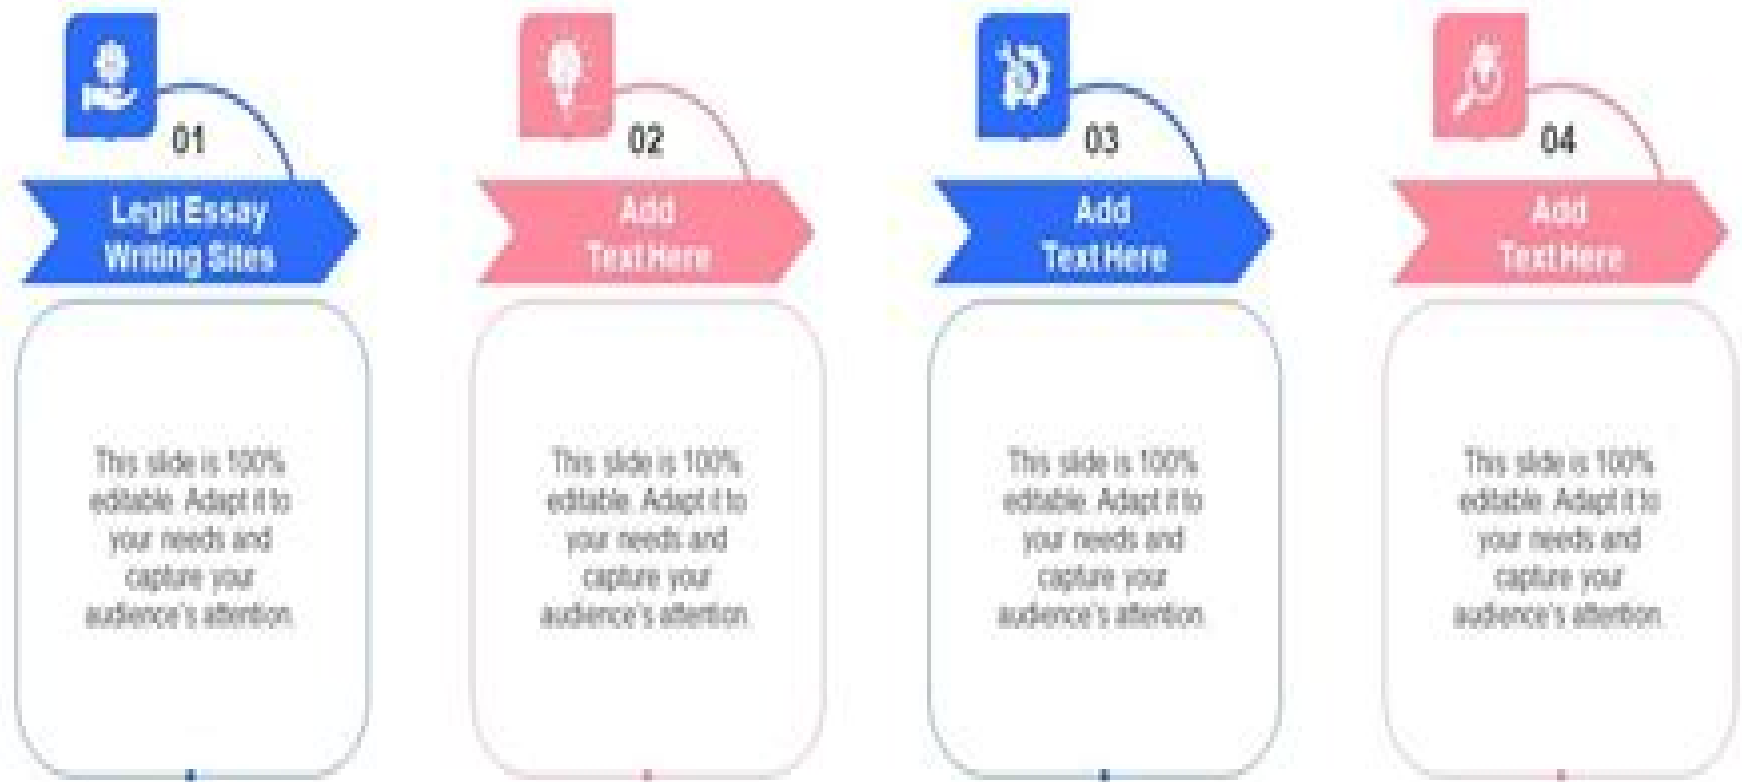 01
Legit Essay
Writing Sites
This slide is 100%
editable. Adapt it to
your needs and
capture your
audience's attention.
02
Add
Text Here
This slide is 100%
editable. Adapt it to
your needs and
capture your
audience's attention.
03
Add
Text Here
This slide is 100%
editable. Adapt it to
your needs and
capture your
audience's attention.
04
Add
Text Here
This slide is 100%
editable. Adapt it to
your needs and
capture your
audience's attention.